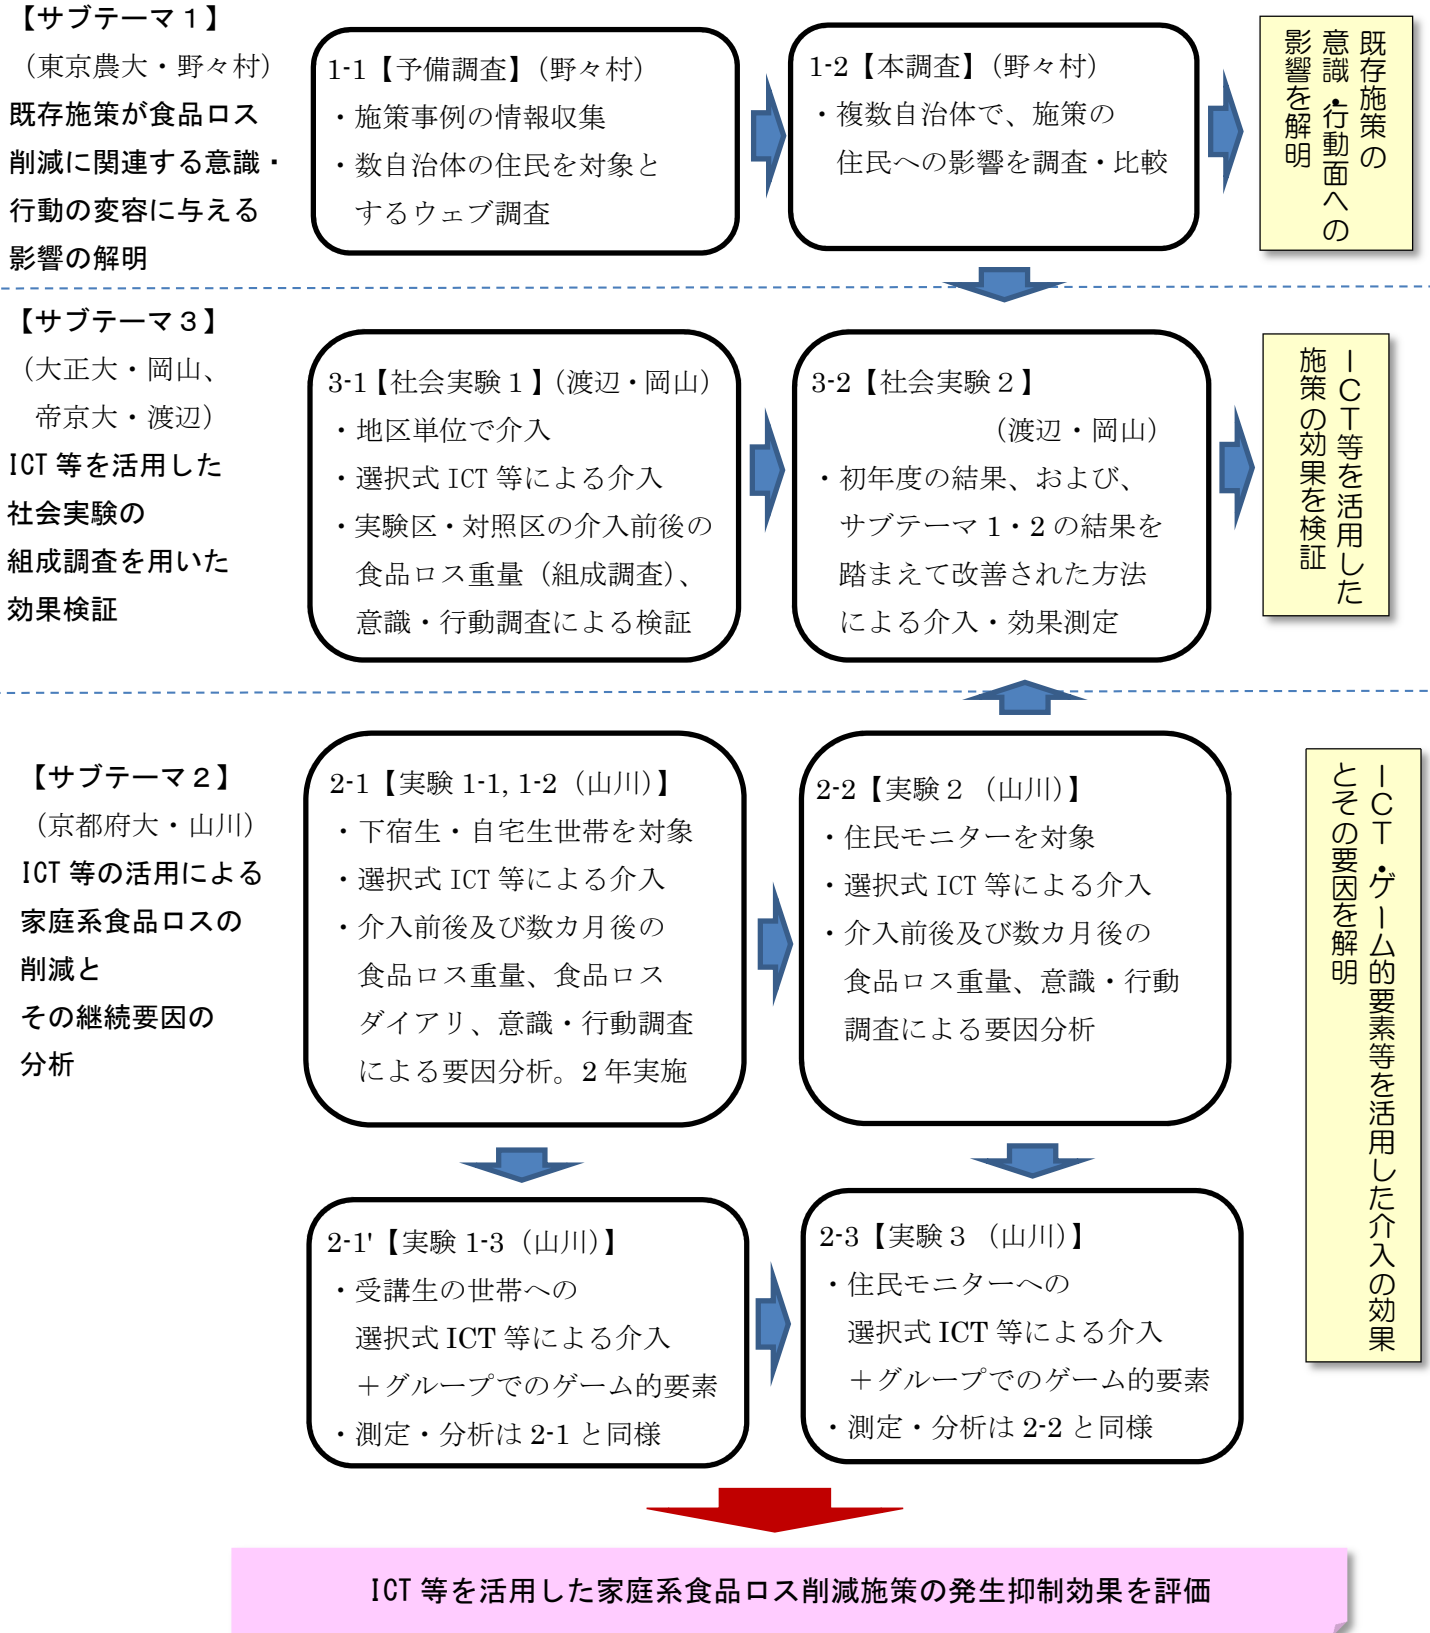 【サブテーマ１】
（東京農大・野々村）
既存施策が食品ロス
削減に関連する意識・
行動の変容に与える
影響の解明
1-1【予備調査】（野々村）
・施策事例の情報収集
・数自治体の住民を対象と
するウェブ調査
1-2【本調査】（野々村）
・複数自治体で、施策の
住民への影響を調査・比較
既存施策の
意識・行動面への
影響を解明
【サブテーマ３】
（大正大・岡山、
帝京大・渡辺）
ICT 等を活用した
社会実験の
組成調査を用いた
効果検証
3-1【社会実験１】（渡辺・岡山）
・地区単位で介入
・選択式 ICT 等による介入
・実験区・対照区の介入前後の
食品ロス重量（組成調査）、
意識・行動調査による検証
3-2【社会実験２】
（渡辺・岡山）
・初年度の結果、および、
サブテーマ 1・2 の結果を
踏まえて改善された方法
による介入・効果測定
ＩＣＴ等を活用した
施策の効果を検証
【サブテーマ２】
（京都府大・山川）
ICT 等の活用による
家庭系食品ロスの
削減と
その継続要因の
分析
2-1【実験 1-1, 1-2（山川）】
・下宿生・自宅生世帯を対象
・選択式 ICT 等による介入
・介入前後及び数カ月後の
食品ロス重量、食品ロス
ダイアリ、意識・行動調査
による要因分析。2 年実施
2-2【実験２（山川）】
・住民モニターを対象
・選択式 ICT 等による介入
・介入前後及び数カ月後の
食品ロス重量、意識・行動
調査による要因分析
ＩＣＴ・ゲーム的要素等を活用した介入の効果
とその要因を解明
2-1'【実験 1-3（山川）】
・受講生の世帯への
選択式 ICT 等による介入
＋グループでのゲーム的要素
・測定・分析は 2-1 と同様
2-3【実験３（山川）】
・住民モニターへの
選択式 ICT 等による介入
＋グループでのゲーム的要素
・測定・分析は 2-2 と同様
ICT 等を活用した家庭系食品ロス削減施策の発生抑制効果を評価